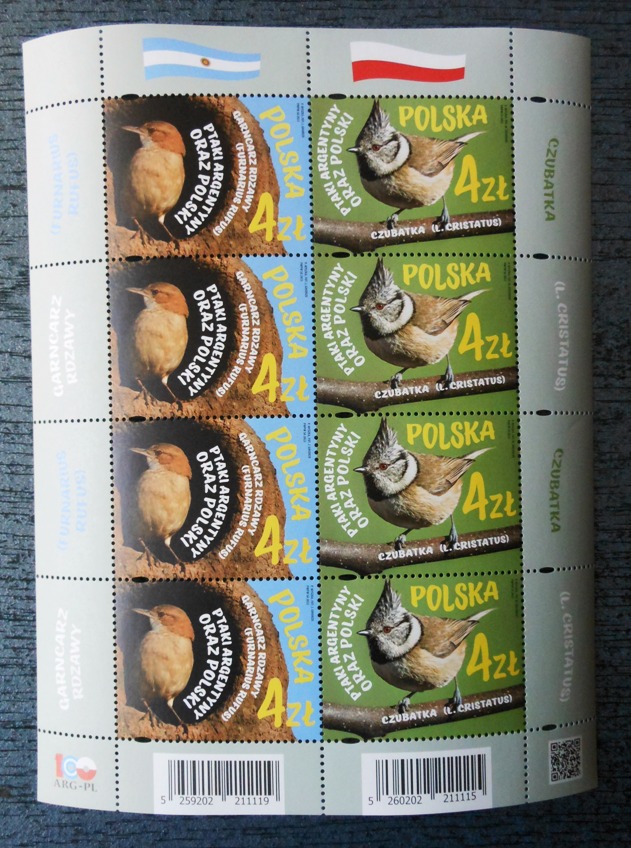 POLSKA
PTAKI ARGENTYNY
ORAZ POLSKI
GARNCARZ RDZAWY
(FURNARIUS RUFUS)
4ZŁ
POLSKA
PTAKI ARGENTYNY
ORAZ POLSKI
4ZŁ
CZUBATKA (L. CRISTATUS)
POLSKA
PTAKI ARGENTYNY
ORAZ POLSKI
GARNCARZ RDZAWY
(FURNARIUS RUFUS)
4ZŁ
POLSKA
PTAKI ARGENTYNY
ORAZ POLSKI
4ZŁ
CZUBATKA (L. CRISTATUS)
POLSKA
PTAKI ARGENTYNY
ORAZ POLSKI
GARNCARZ RDZAWY
(FURNARIUS RUFUS)
4ZŁ
POLSKA
PTAKI ARGENTYNY
ORAZ POLSKI
4ZŁ
CZUBATKA (L. CRISTATUS)
POLSKA
PTAKI ARGENTYNY
ORAZ POLSKI
GARNCARZ RDZAWY
(FURNARIUS RUFUS)
4ZŁ
POLSKA
PTAKI ARGENTYNY
ORAZ POLSKI
4ZŁ
CZUBATKA (L. CRISTATUS)
(FURNARIUS
RUFUS)
GARNCARZ
RDZAWY
(FURNARIUS
RUFUS)
GARNCARZ
RDZAWY
CZUBATKA
(L. CRISTATUS)
CZUBATKA
(L. CRISTATUS)
100
ARG-PL
5 259202 211119
5 260202 211115